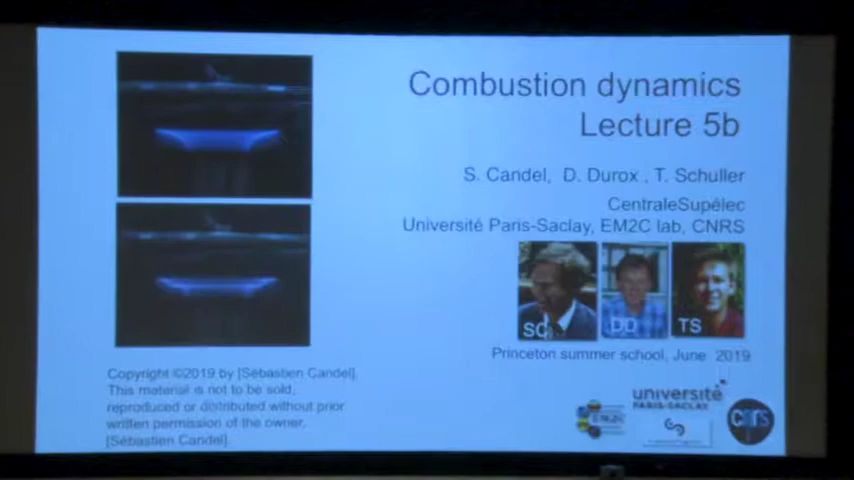 Combustion dynamics
Lecture 5b
S. Candel, D. Durox , T. Schuller
CentraleSupélec
Université Paris-Saclay, EM2C lab, CNRS
SC
DD
TS
Princeton summer school, June 2019
Copyright ©2019 by [Sébastien Candel].
This material is not to be sold,
reproduced or distributed without prior
written permission of the owner,
[Sébastien Candel].
université
PARIS-SACLAY
EM2C
cnrs